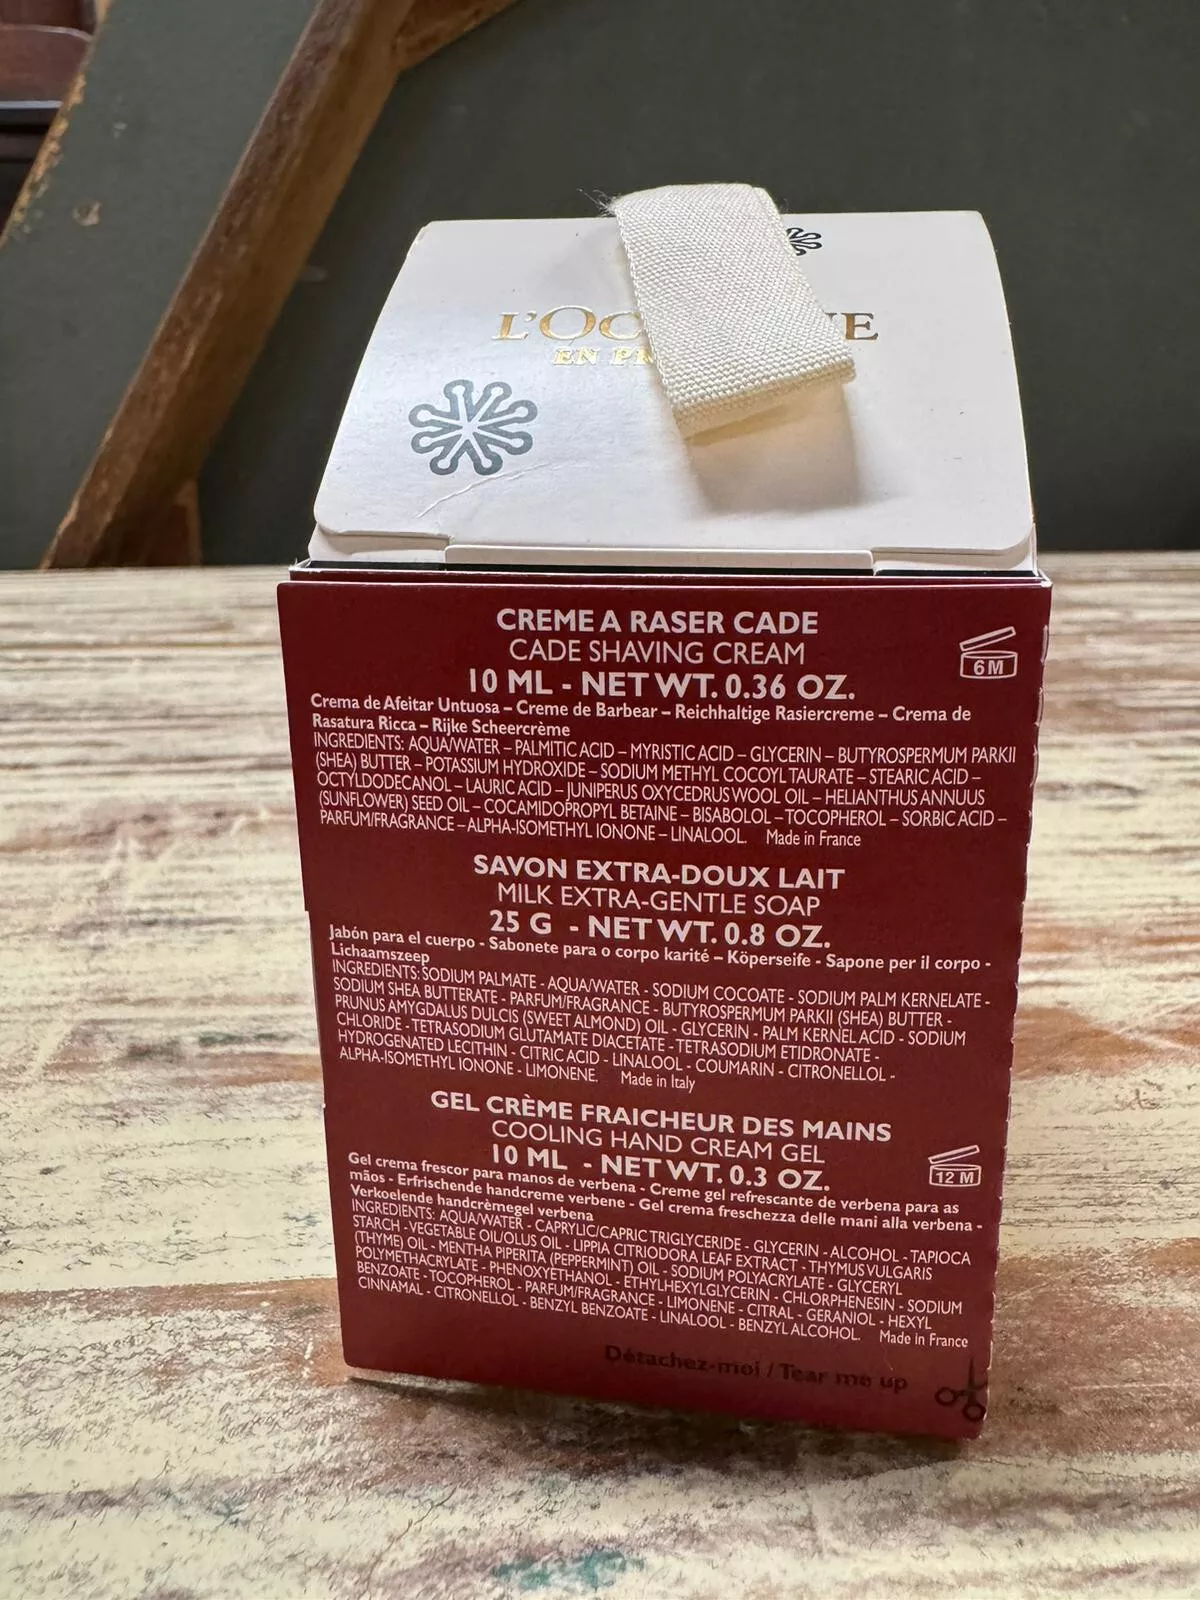 L'OC
EN PR
CREME A RASER CADE
CADE SHAVING CREAM
10 ML - NET WT. 0.36 OZ.
6 M
Crema de Afeitar Untuosa – Creme de Barbear – Reichhaltige Rasiercreme – Crema de
Rasatura Ricca – Rijke Scheercrème
INGREDIENTS: AQUA/WATER – PALMITIC ACID – MYRISTIC ACID – GLYCERIN – BUTYROSPERMUM PARKII
(SHEA) BUTTER – POTASSIUM HYDROXIDE – SODIUM METHYL COCOYL TAURATE – STEARIC ACID –
OCTYLDODECANOL – LAURIC ACID – JUNIPERUS OXYCEDRUS WOOL OIL – HELIANTHUS ANNUUS
(SUNFLOWER) SEED OIL – COCAMIDOPROPYL BETAINE – BISABOLOL – TOCOPHEROL – SORBIC ACID –
PARFUM/FRAGRANCE – ALPHA-ISOMETHYL IONONE – LINALOOL. Made in France
SAVON EXTRA-DOUX LAIT
MILK EXTRA-GENTLE SOAP
25 G - NET WT. 0.8 OZ.
Jabón para el cuerpo - Sabonete para o corpo karité – Köperseife - Sapone per il corpo -
Lichaamszeep
INGREDIENTS: SODIUM PALMATE - AQUA/WATER - SODIUM COCOATE - SODIUM PALM KERNELATE -
SODIUM SHEA BUTTERATE - PARFUM/FRAGRANCE - BUTYROSPERMUM PARKII (SHEA) BUTTER -
PRUNUS AMYGDALUS DULCIS (SWEET ALMOND) OIL - GLYCERIN - PALM KERNEL ACID - SODIUM
CHLORIDE - TETRASODIUM GLUTAMATE DIACETATE - TETRASODIUM ETIDRONATE -
HYDROGENATED LECITHIN - CITRIC ACID - LINALOOL - COUMARIN - CITRONELLOL -
ALPHA-ISOMETHYL IONONE - LIMONENE. Made in Italy
GEL CRÈME FRAICHEUR DES MAINS
COOLING HAND CREAM GEL
10 ML - NET WT. 0.3 OZ.
12 M
Gel crema frescor para manos de verbena - Creme gel refrescante de verbena para as
mãos - Erfrischende handcreme verbene - Gel crema freschezza delle mani alla verbena -
Verkoelende handcrèmegel verbena
INGREDIENTS: AQUA/WATER - CAPRYLIC/CAPRIC TRIGLYCERIDE - GLYCERIN - ALCOHOL - TAPIOCA
STARCH - VEGETABLE OIL/OLUS OIL - LIPPIA CITRIODORA LEAF EXTRACT - THYMUS VULGARIS
(THYME) OIL - MENTHA PIPERITA (PEPPERMINT) OIL - SODIUM POLYACRYLATE - GLYCERYL
POLYMETHACRYLATE - PHENOXYETHANOL - ETHYLHEXYLGLYCERIN - CHLORPHENESIN - SODIUM
BENZOATE - TOCOPHEROL - PARFUM/FRAGRANCE - LIMONENE - CITRAL - GERANIOL - HEXYL
CINNAMAL - CITRONELLOL - BENZYL BENZOATE - LINALOOL - BENZYL ALCOHOL. Made in France
Détachez-moi / Tear me up